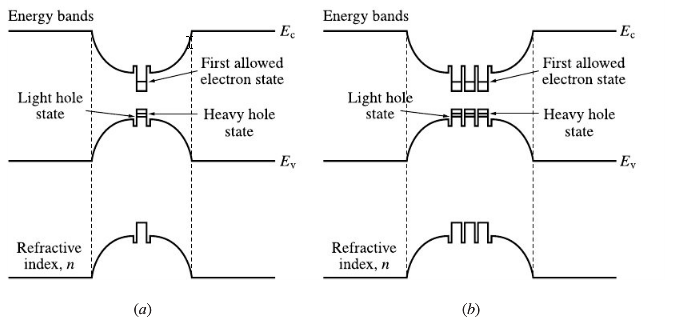 Energy bands
E_c
First allowed
electron state
Light hole
state
Heavy hole
state
E_v
Refractive
index, n
(a)
Energy bands
E_c
First allowed
electron state
Light hole
state
Heavy hole
state
E_v
Refractive
index, n
(b)